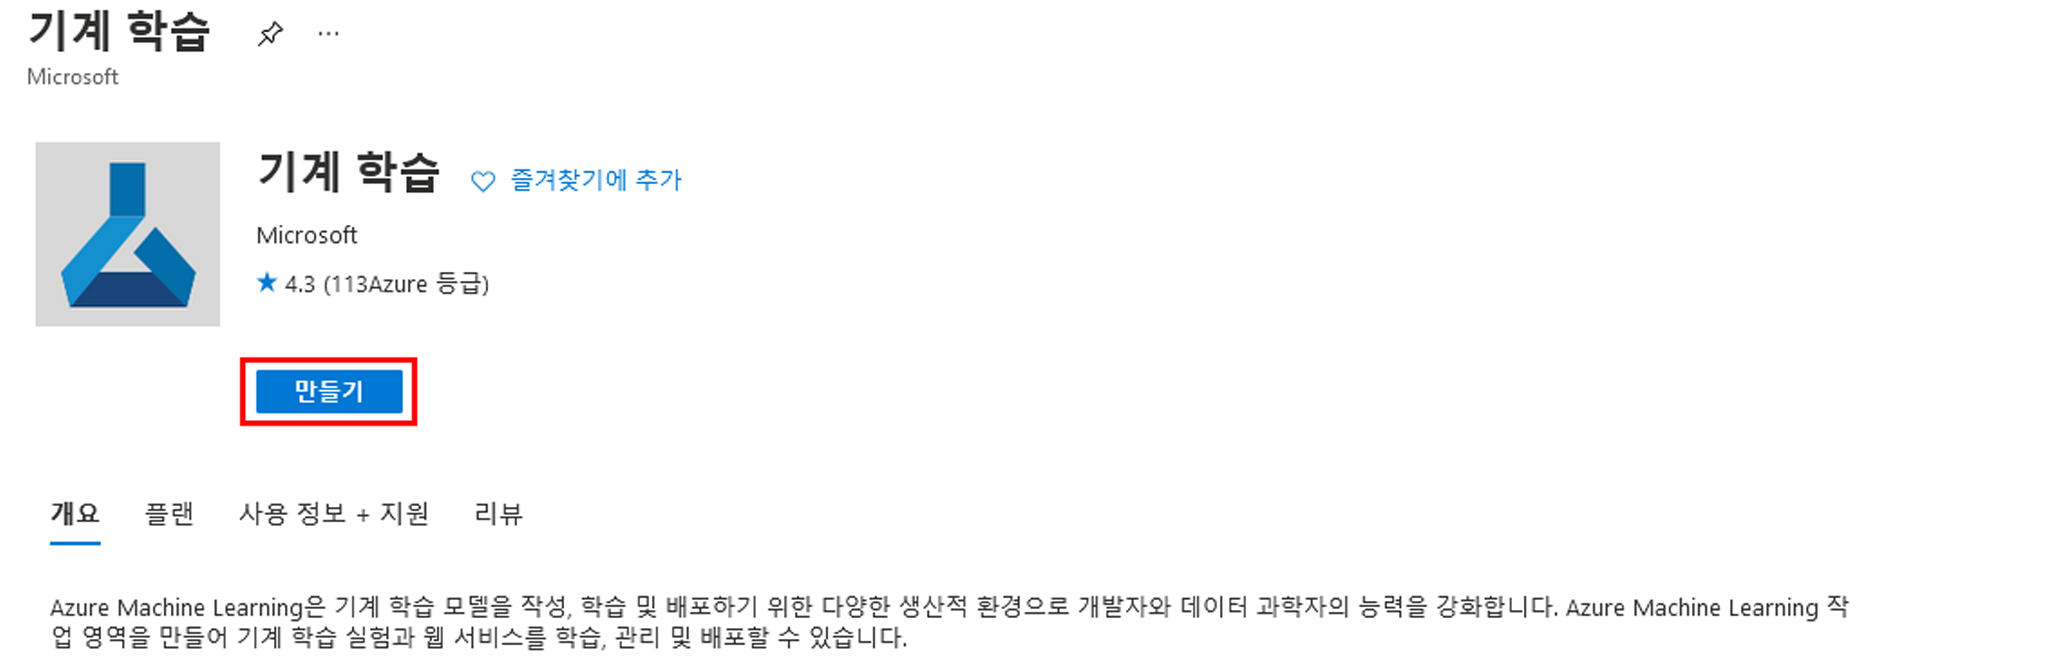 기계 학습 ...
Microsoft
기계 학습 즐겨찾기에 추가
Microsoft
★ 4.3 (113Azure 등급)
만들기
개요 플랜 사용 정보 + 지원 리뷰
Azure Machine Learning은 기계 학습 모델을 작성, 학습 및 배포하기 위한 다양한 생산적 환경으로 개발자와 데이터 과학자의 능력을 강화합니다. Azure Machine Learning 작
업 영역을 만들어 기계 학습 실험과 웹 서비스를 학습, 관리 및 배포할 수 있습니다.